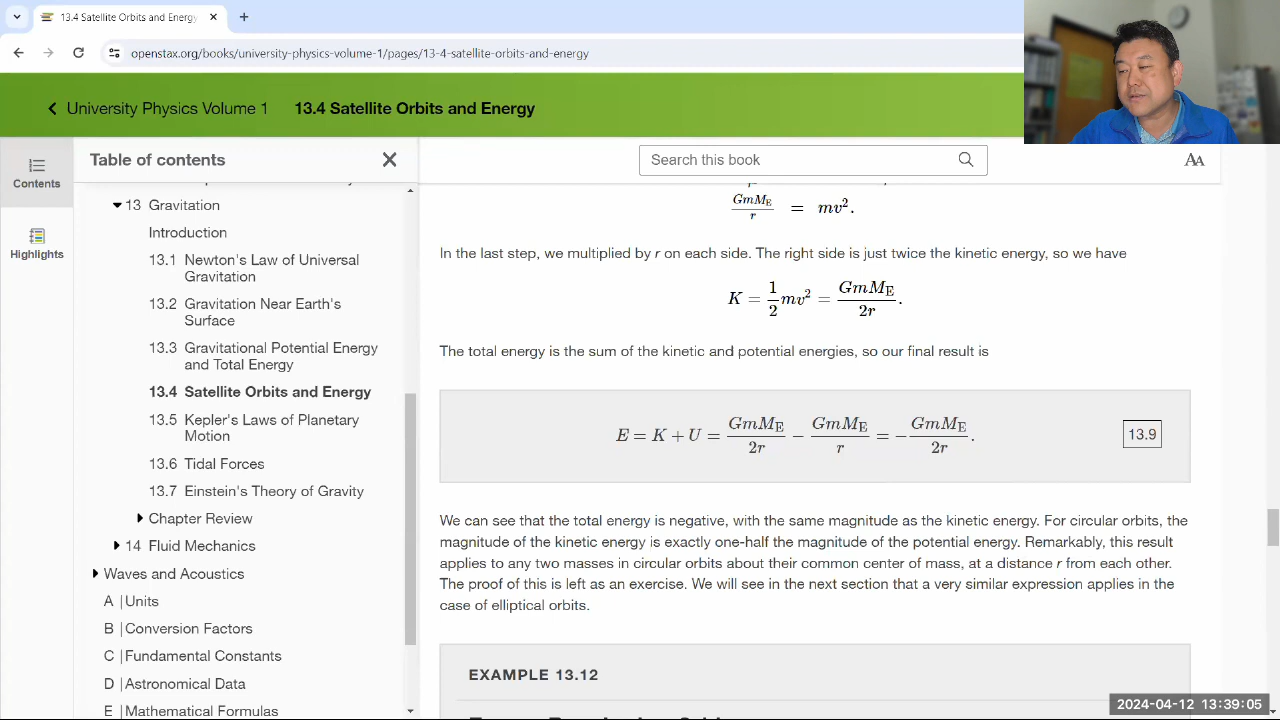 13.4 Satellite Orbits and Energy
openstax.org/books/university-physics-volume-1/pages/13-4-satellite-orbits-and-energy
University Physics Volume 1
13.4 Satellite Orbits and Energy
Contents
Highlights
Table of contents
13 Gravitation
Introduction
13.1 Newton's Law of Universal
Gravitation
13.2 Gravitation Near Earth's
Surface
13.3 Gravitational Potential Energy
and Total Energy
13.4 Satellite Orbits and Energy
13.5 Kepler's Laws of Planetary
Motion
13.6 Tidal Forces
13.7 Einstein's Theory of Gravity
Chapter Review
14 Fluid Mechanics
Waves and Acoustics
A | Units
B | Conversion Factors
C | Fundamental Constants
D | Astronomical Data
E | Mathematical Formulas
Search this book
AA
GmM_E/r = mv².
In the last step, we multiplied by r on each side. The right side is just twice the kinetic energy, so we have
K = 1/2 mv² = GmM_E/2r.
The total energy is the sum of the kinetic and potential energies, so our final result is
E = K + U = GmM_E/2r − GmM_E/r = −GmM_E/2r.
13.9
We can see that the total energy is negative, with the same magnitude as the kinetic energy. For circular orbits, the
magnitude of the kinetic energy is exactly one-half the magnitude of the potential energy. Remarkably, this result
applies to any two masses in circular orbits about their common center of mass, at a distance r from each other.
The proof of this is left as an exercise. We will see in the next section that a very similar expression applies in the
case of elliptical orbits.
EXAMPLE 13.12
2024-04-12 13:39:05